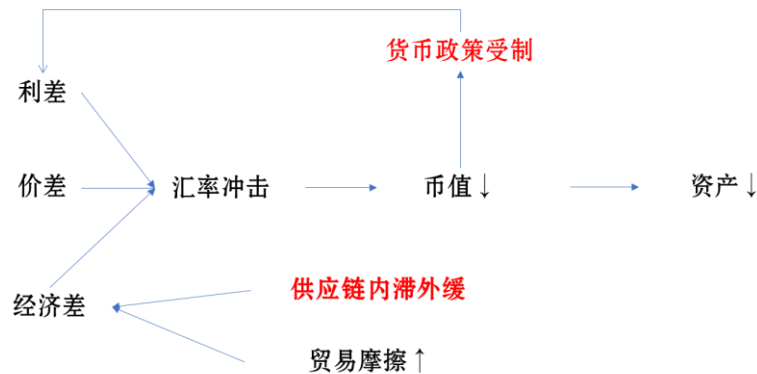 货币政策受制
利差
价差
汇率冲击
币值↓
资产↓
经济差
供应链内滞外缓
贸易摩擦↑